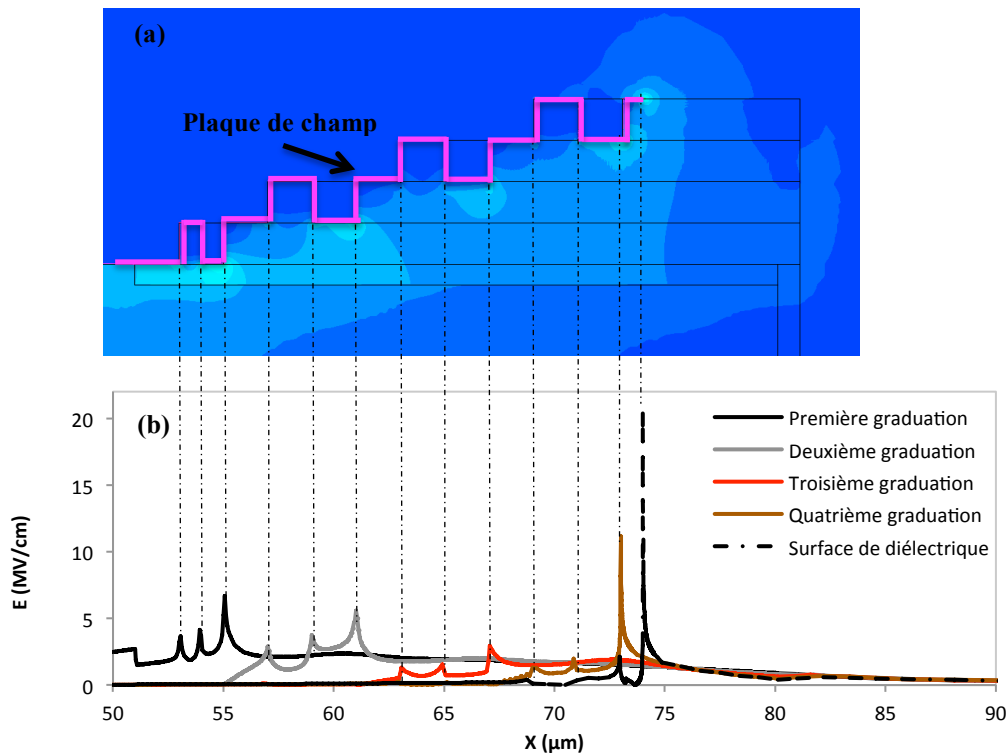 (a)
Plaque de champ
(b)
20
15
10
5
0
E (MV/cm)
50 55 60 65 70 75 80 85 90
X (µm)
Première graduation
Deuxième graduation
Troisième graduation
Quatrième graduation
Surface de diélectrique